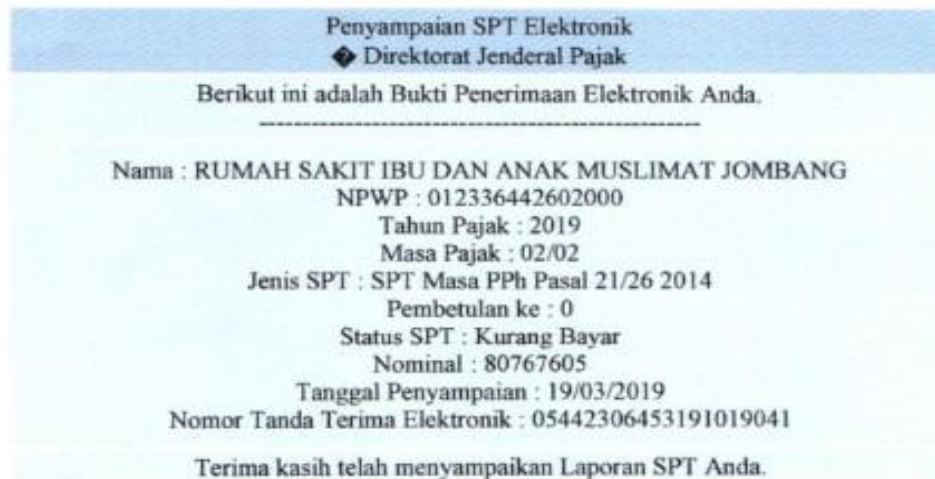 Penyampaian SPT Elektronik
� Direktorat Jenderal Pajak
Berikut ini adalah Bukti Penerimaan Elektronik Anda.
------------------------------------------------------
Nama : RUMAH SAKIT IBU DAN ANAK MUSLIMAT JOMBANG
NPWP : 012336442602000
Tahun Pajak : 2019
Masa Pajak : 02/02
Jenis SPT : SPT Masa PPh Pasal 21/26 2014
Pembetulan ke : 0
Status SPT : Kurang Bayar
Nominal : 80767605
Tanggal Penyampaian : 19/03/2019
Nomor Tanda Terima Elektronik : 05442306453191019041
Terima kasih telah menyampaikan Laporan SPT Anda.